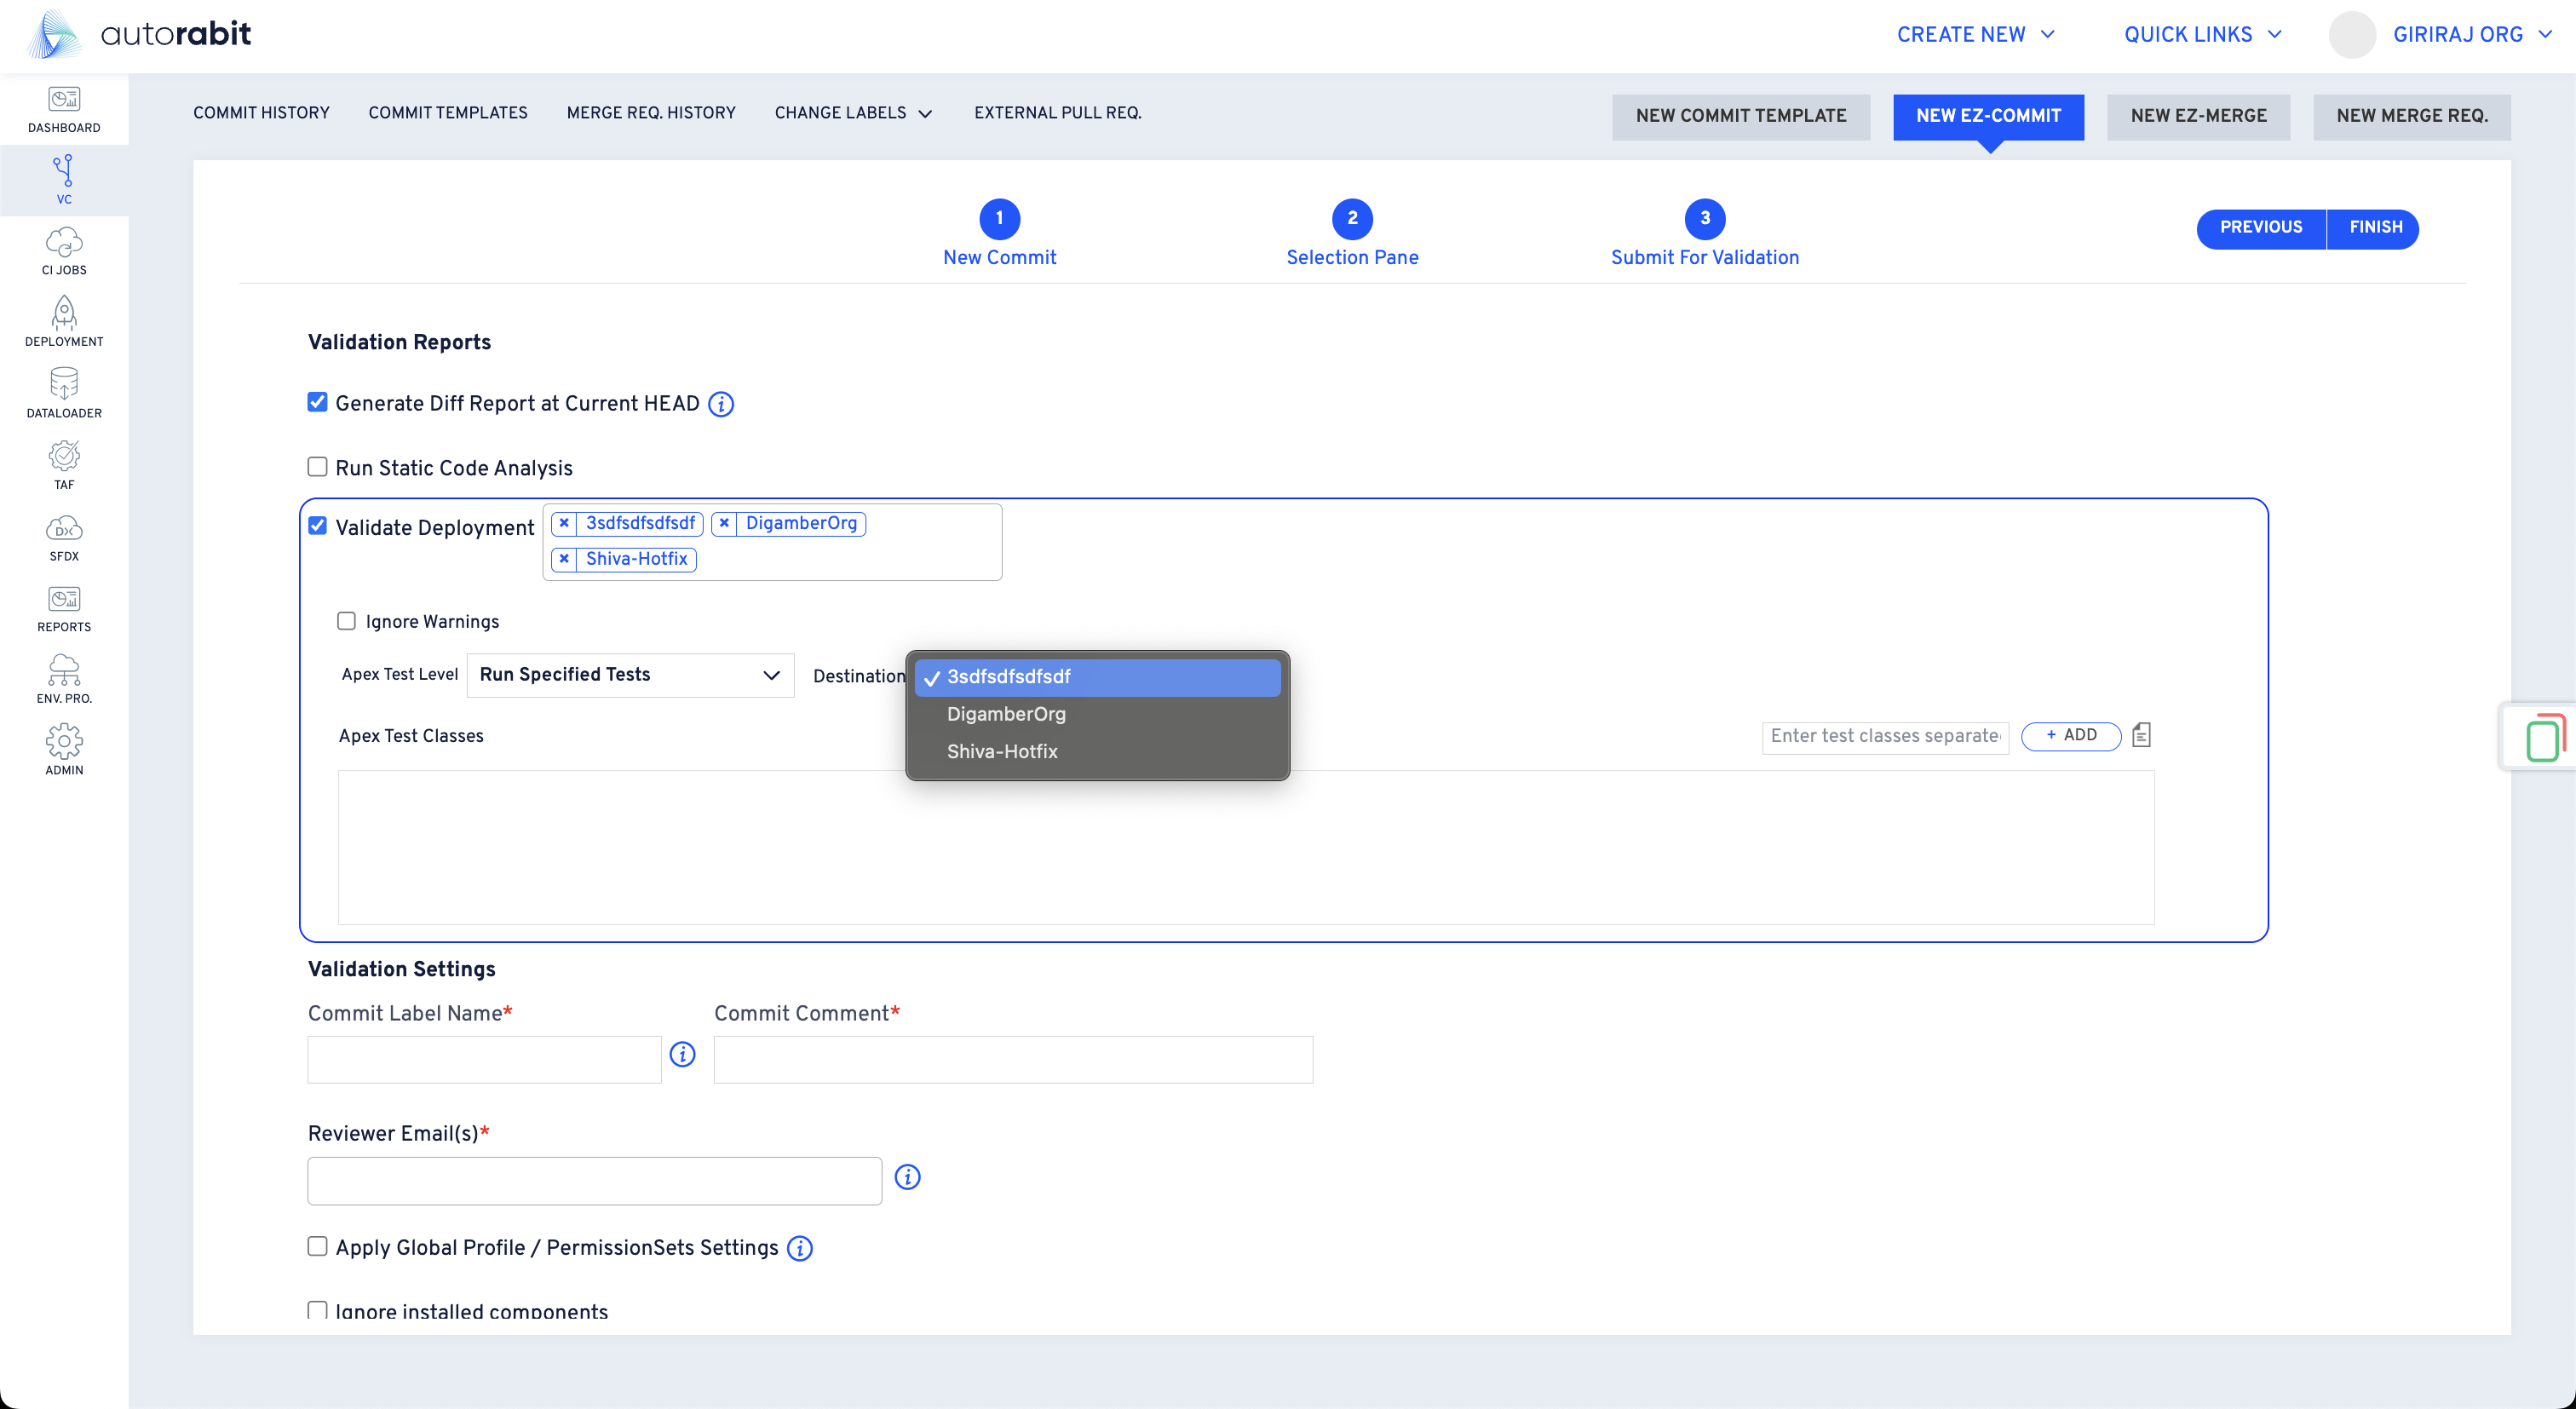 autorabit
CREATE NEW
QUICK LINKS
GIRIRAJ ORG
DASHBOARD
VC
CI JOBS
DEPLOYMENT
DATALOADER
TAF
DX
SFDX
REPORTS
ENV. PRO.
ADMIN
COMMIT HISTORY
COMMIT TEMPLATES
MERGE REQ. HISTORY
CHANGE LABELS
EXTERNAL PULL REQ.
NEW COMMIT TEMPLATE
NEW EZ-COMMIT
NEW EZ-MERGE
NEW MERGE REQ.
1
New Commit
2
Selection Pane
3
Submit For Validation
PREVIOUS
FINISH
Validation Reports
Generate Diff Report at Current HEAD
Run Static Code Analysis
Validate Deployment
× 3sdfsdfsdfsdf
× DigamberOrg
× Shiva-Hotfix
Ignore Warnings
Apex Test Level
Run Specified Tests
Destination
3sdfsdfsdfsdf
DigamberOrg
Shiva-Hotfix
Apex Test Classes
Enter test classes separate
+ ADD
Validation Settings
Commit Label Name*
Commit Comment*
Reviewer Email(s)*
Apply Global Profile / PermissionSets Settings
Ignore installed components